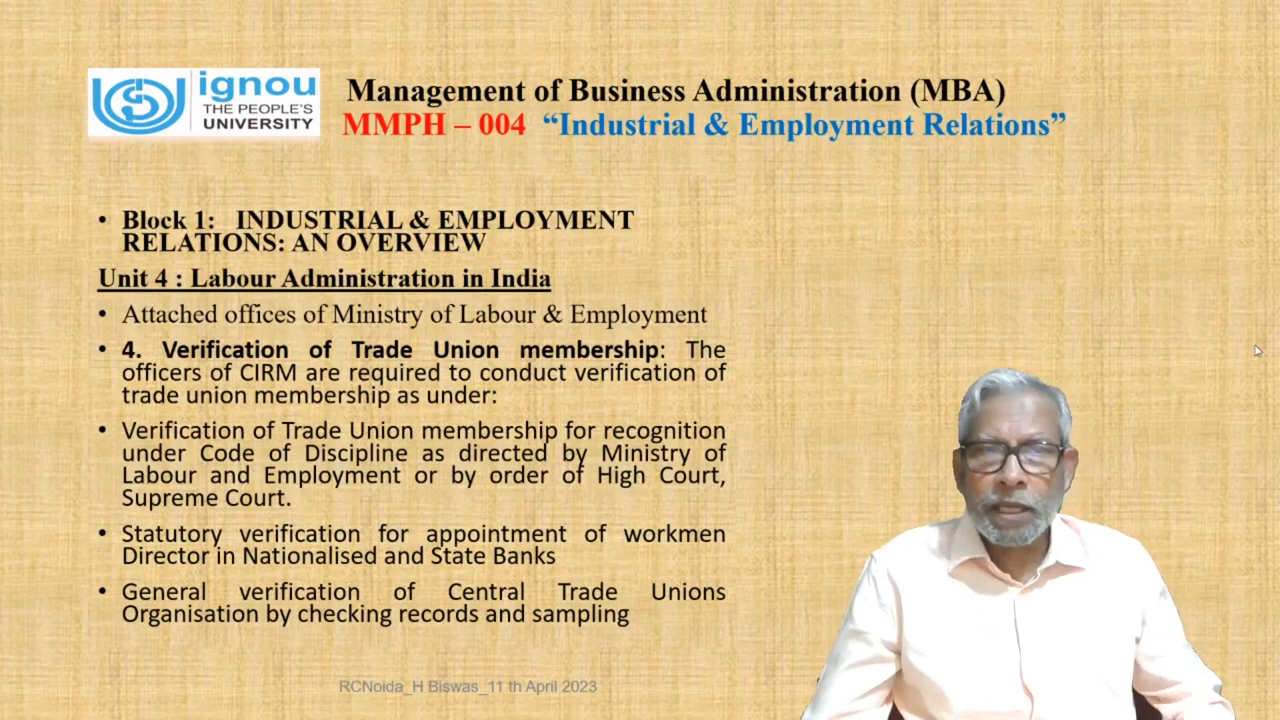 ignou
THE PEOPLE'S
UNIVERSITY
Management of Business Administration (MBA)
MMPH – 004 “Industrial & Employment Relations”
• Block 1: INDUSTRIAL & EMPLOYMENT
RELATIONS: AN OVERVIEW
Unit 4 : Labour Administration in India
• Attached offices of Ministry of Labour & Employment
• 4. Verification of Trade Union membership: The
officers of CIRM are required to conduct verification of
trade union membership as under:
• Verification of Trade Union membership for recognition
under Code of Discipline as directed by Ministry of
Labour and Employment or by order of High Court,
Supreme Court.
• Statutory verification for appointment of workmen
Director in Nationalised and State Banks
• General verification of Central Trade Unions
Organisation by checking records and sampling
RCNoida_H Biswas_11 th April 2023